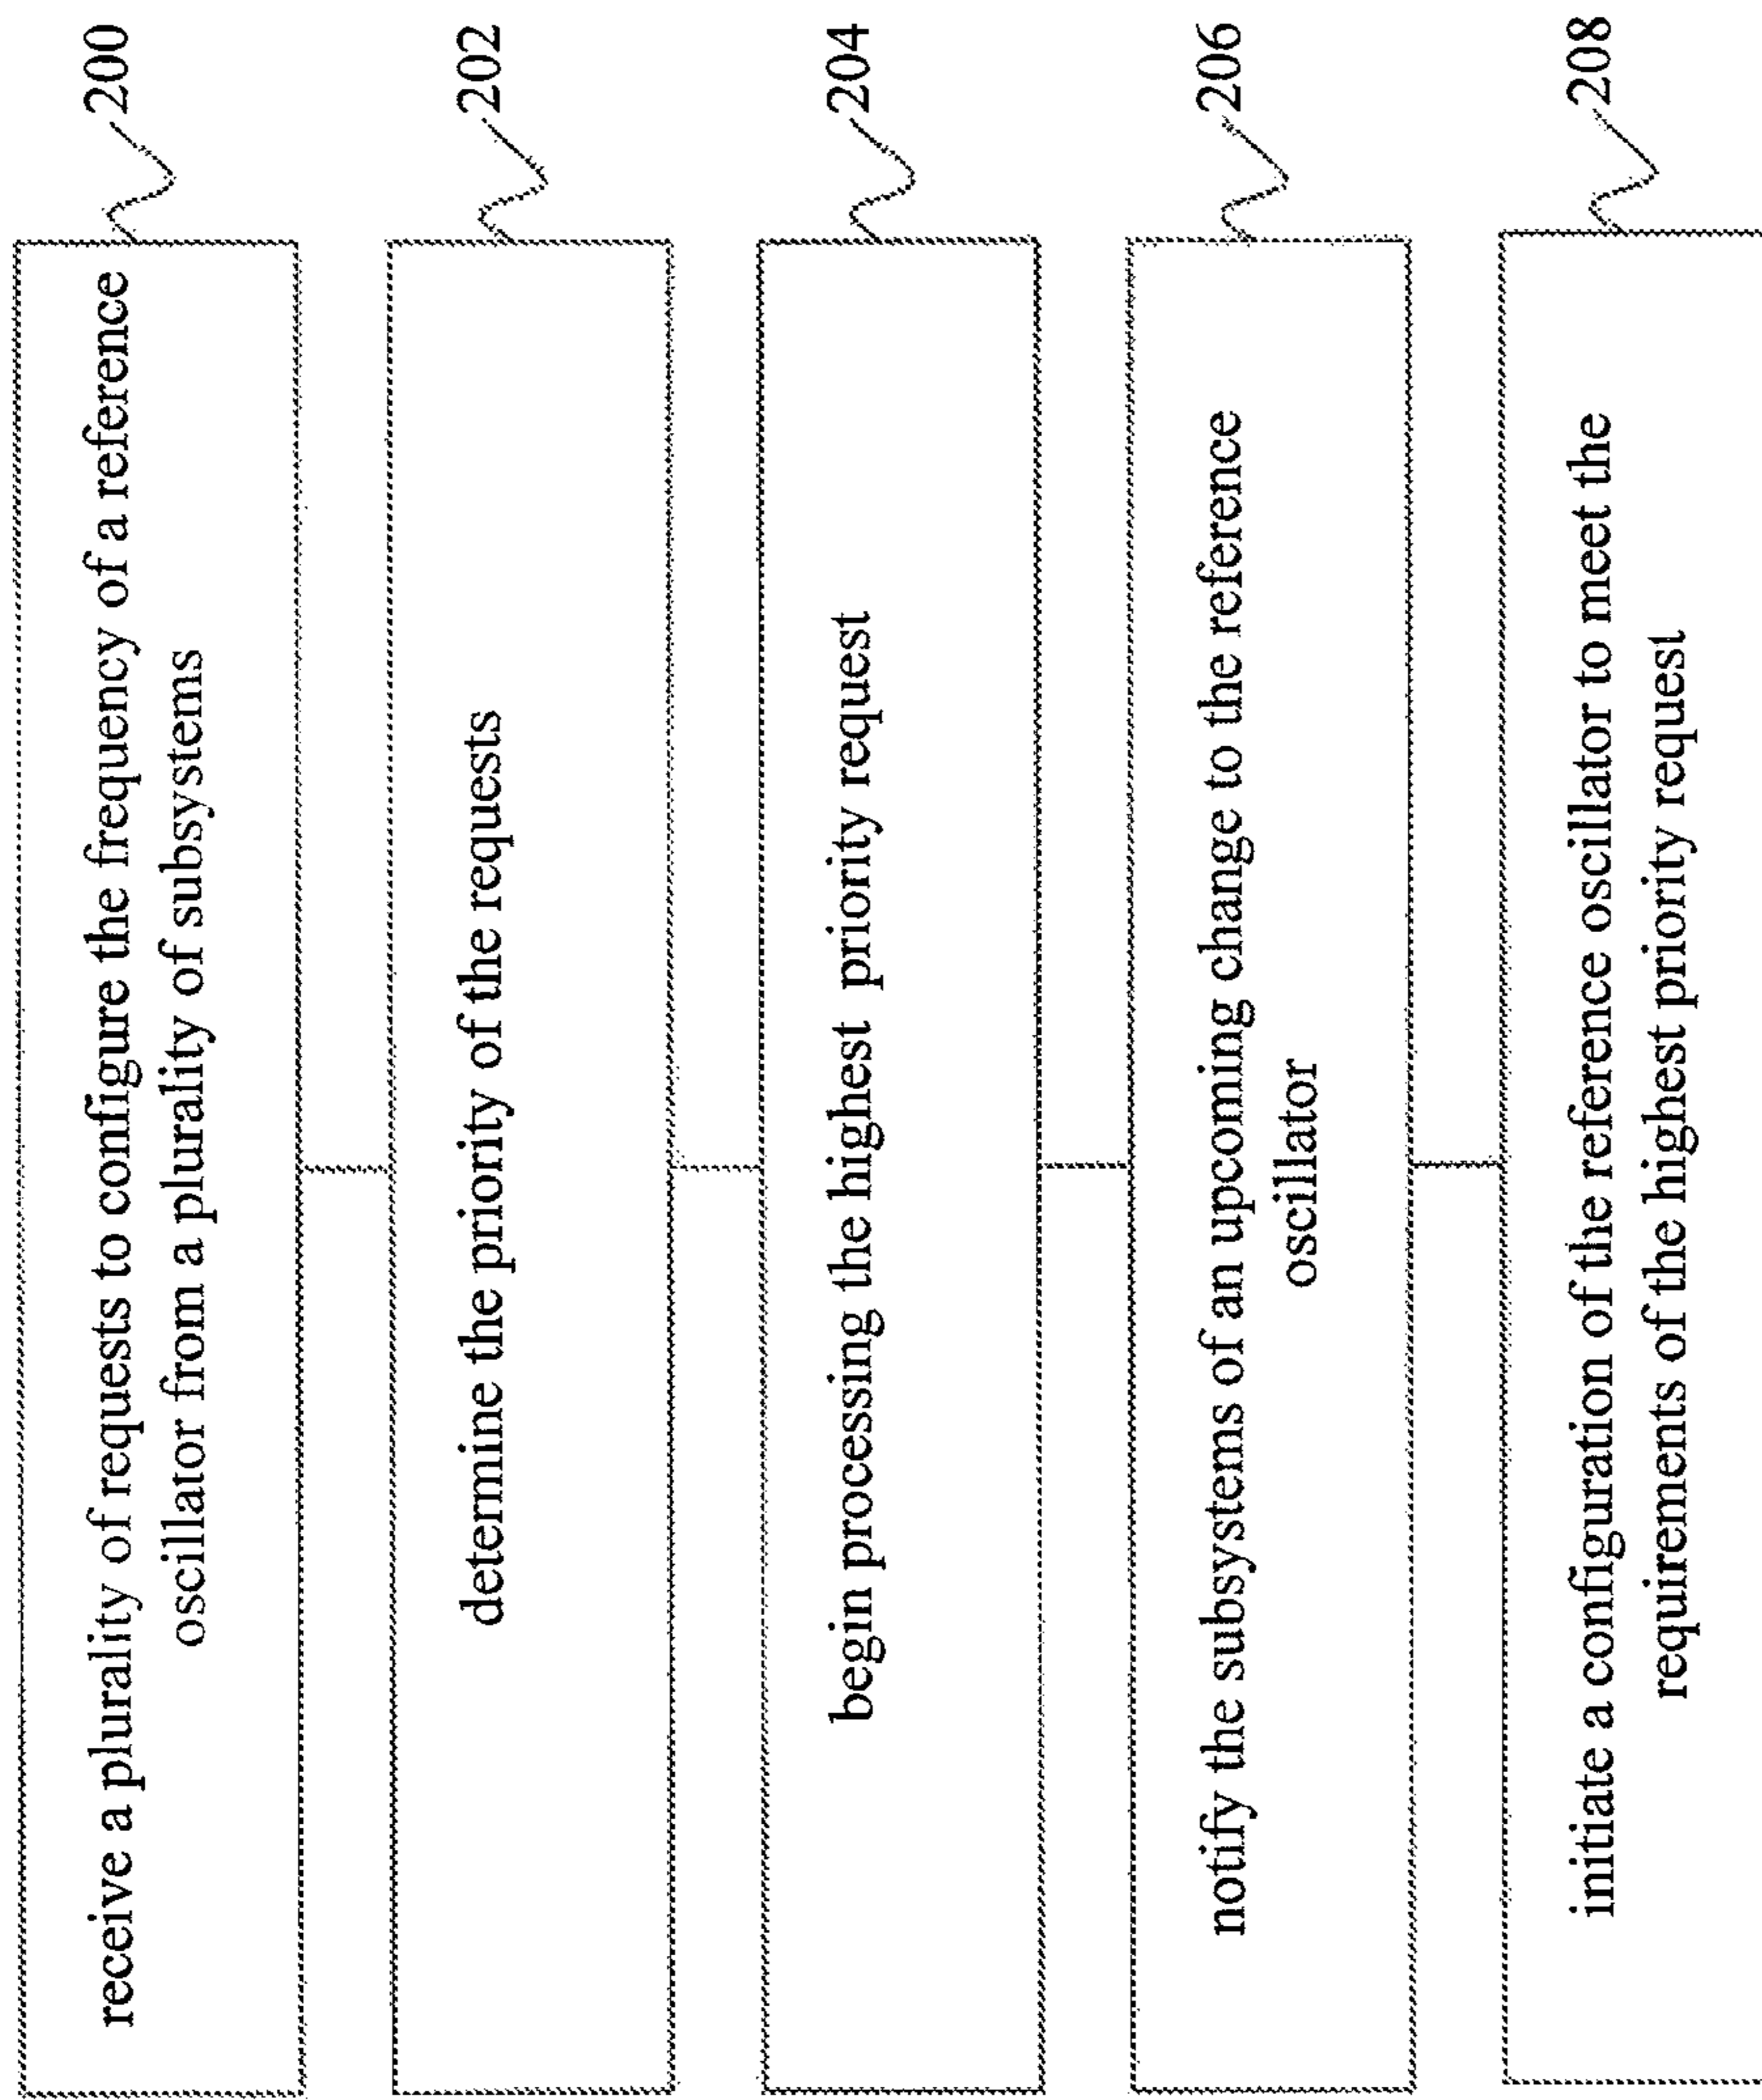 receive a plurality of requests to configure the frequency of a reference
oscillator from a plurality of subsystems
200
determine the priority of the requests
202
begin processing the highest priority request
204
notify the subsystems of an upcoming change to the reference
oscillator
206
initiate a configuration of the reference oscillator to meet the
requirements of the highest priority request
208